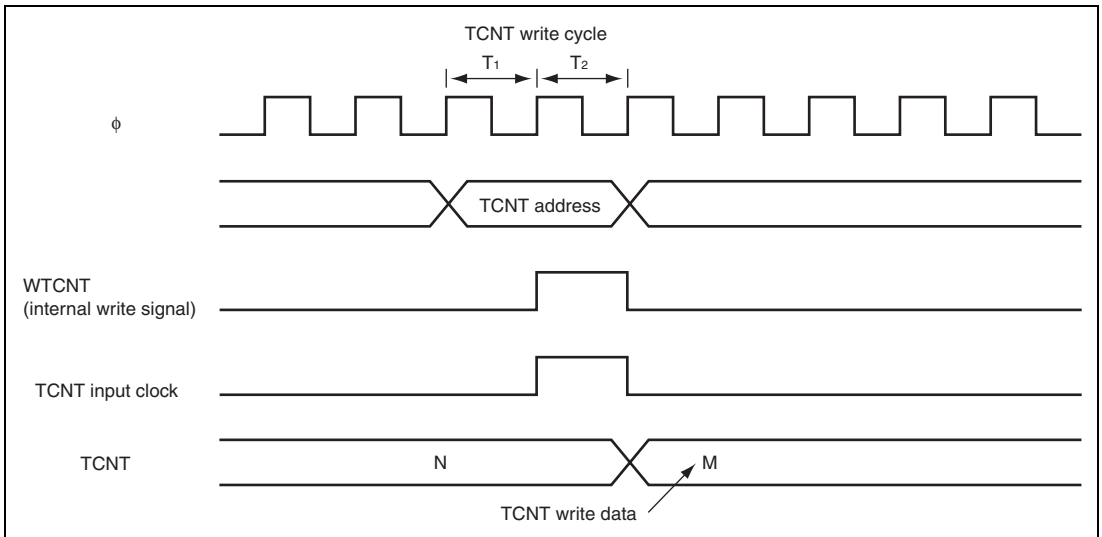 TCNT write cycle
T1 T2
ϕ
TCNT address
WTCNT
(internal write signal)
TCNT input clock
TCNT N M
TCNT write data